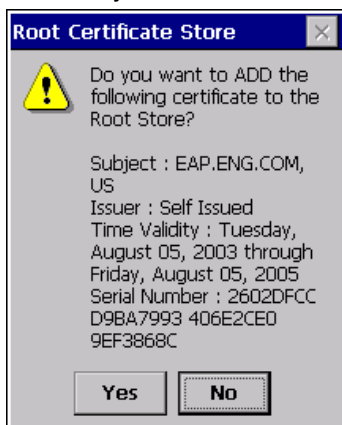 Root Certificate Store
Do you want to ADD the
following certificate to the
Root Store?
Subject : EAP.ENG.COM,
US
Issuer : Self Issued
Time Validity : Tuesday,
August 05, 2003 through
Friday, August 05, 2005
Serial Number : 2602DFCC
D9BA7993 406E2CE0
9EF3868C
Yes No